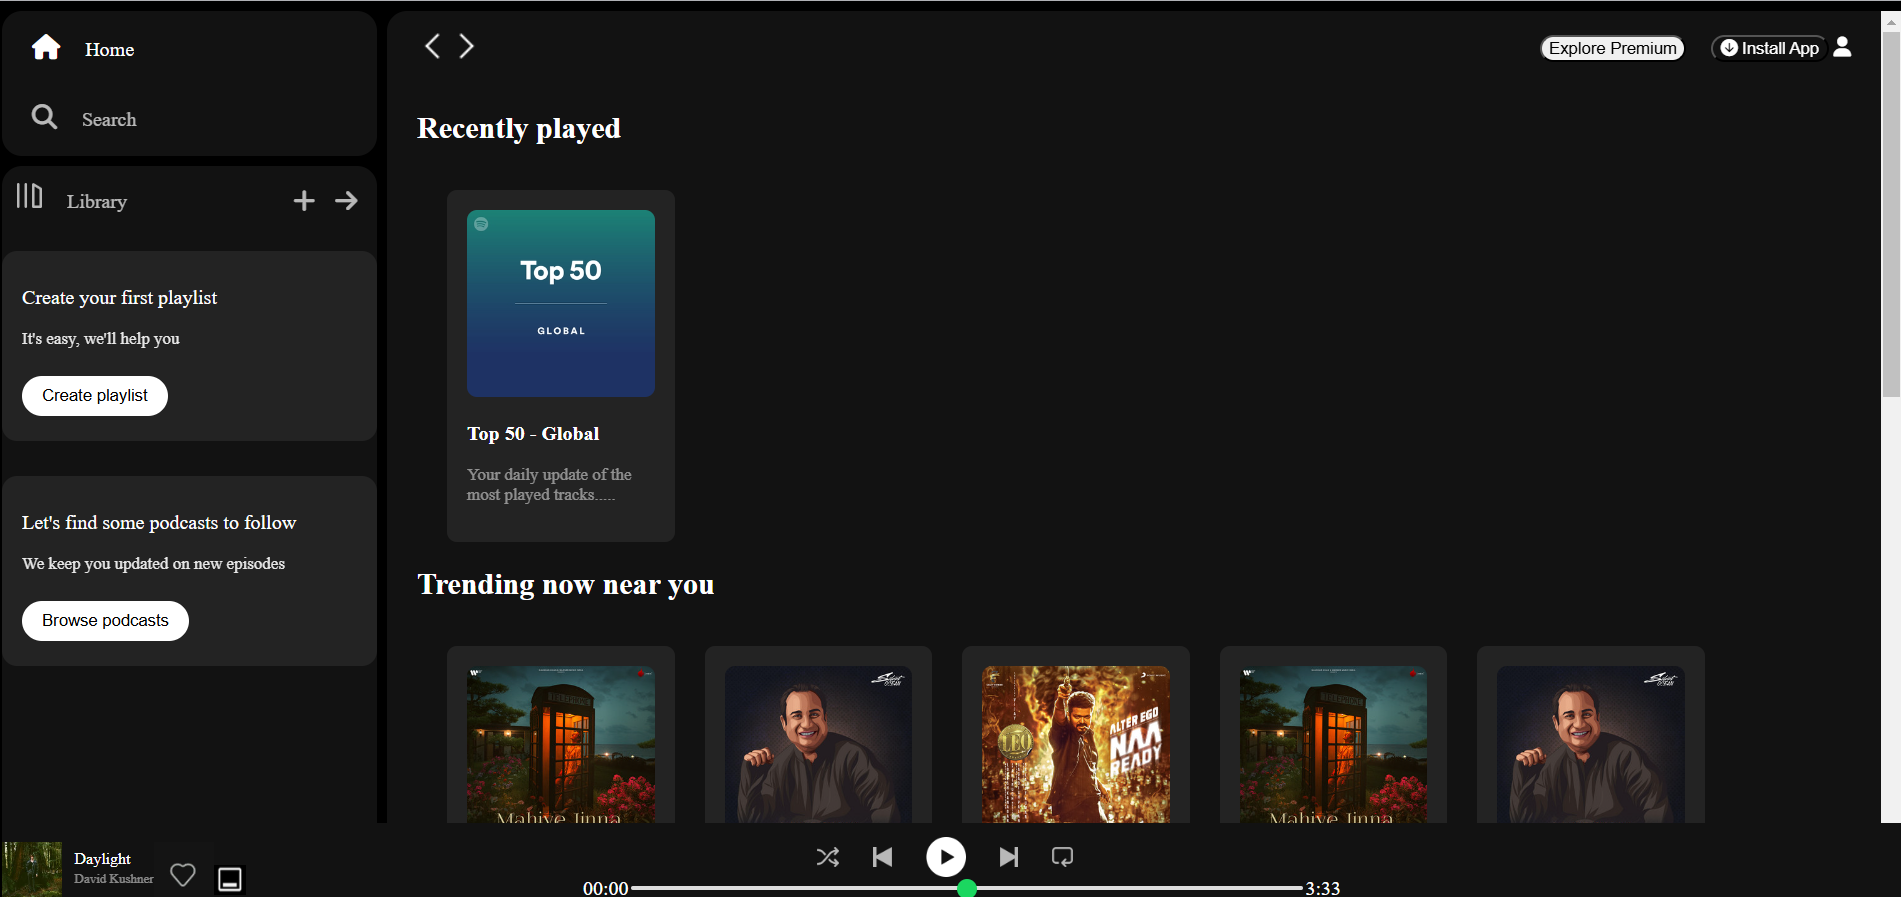 Home
Search
Library
Create your first playlist
It's easy, we'll help you
Create playlist
Let's find some podcasts to follow
We keep you updated on new episodes
Browse podcasts
Explore Premium
Install App
Recently played
Top 50
GLOBAL
Top 50 - Global
Your daily update of the
most played tracks.....
Trending now near you
TELEPHONE
Mahiye Jinna
LEO
ALTER EGO
NAA
READY
TELEPHONE
Mahiye Jinna
Daylight
David Kushner
00:00
3:33